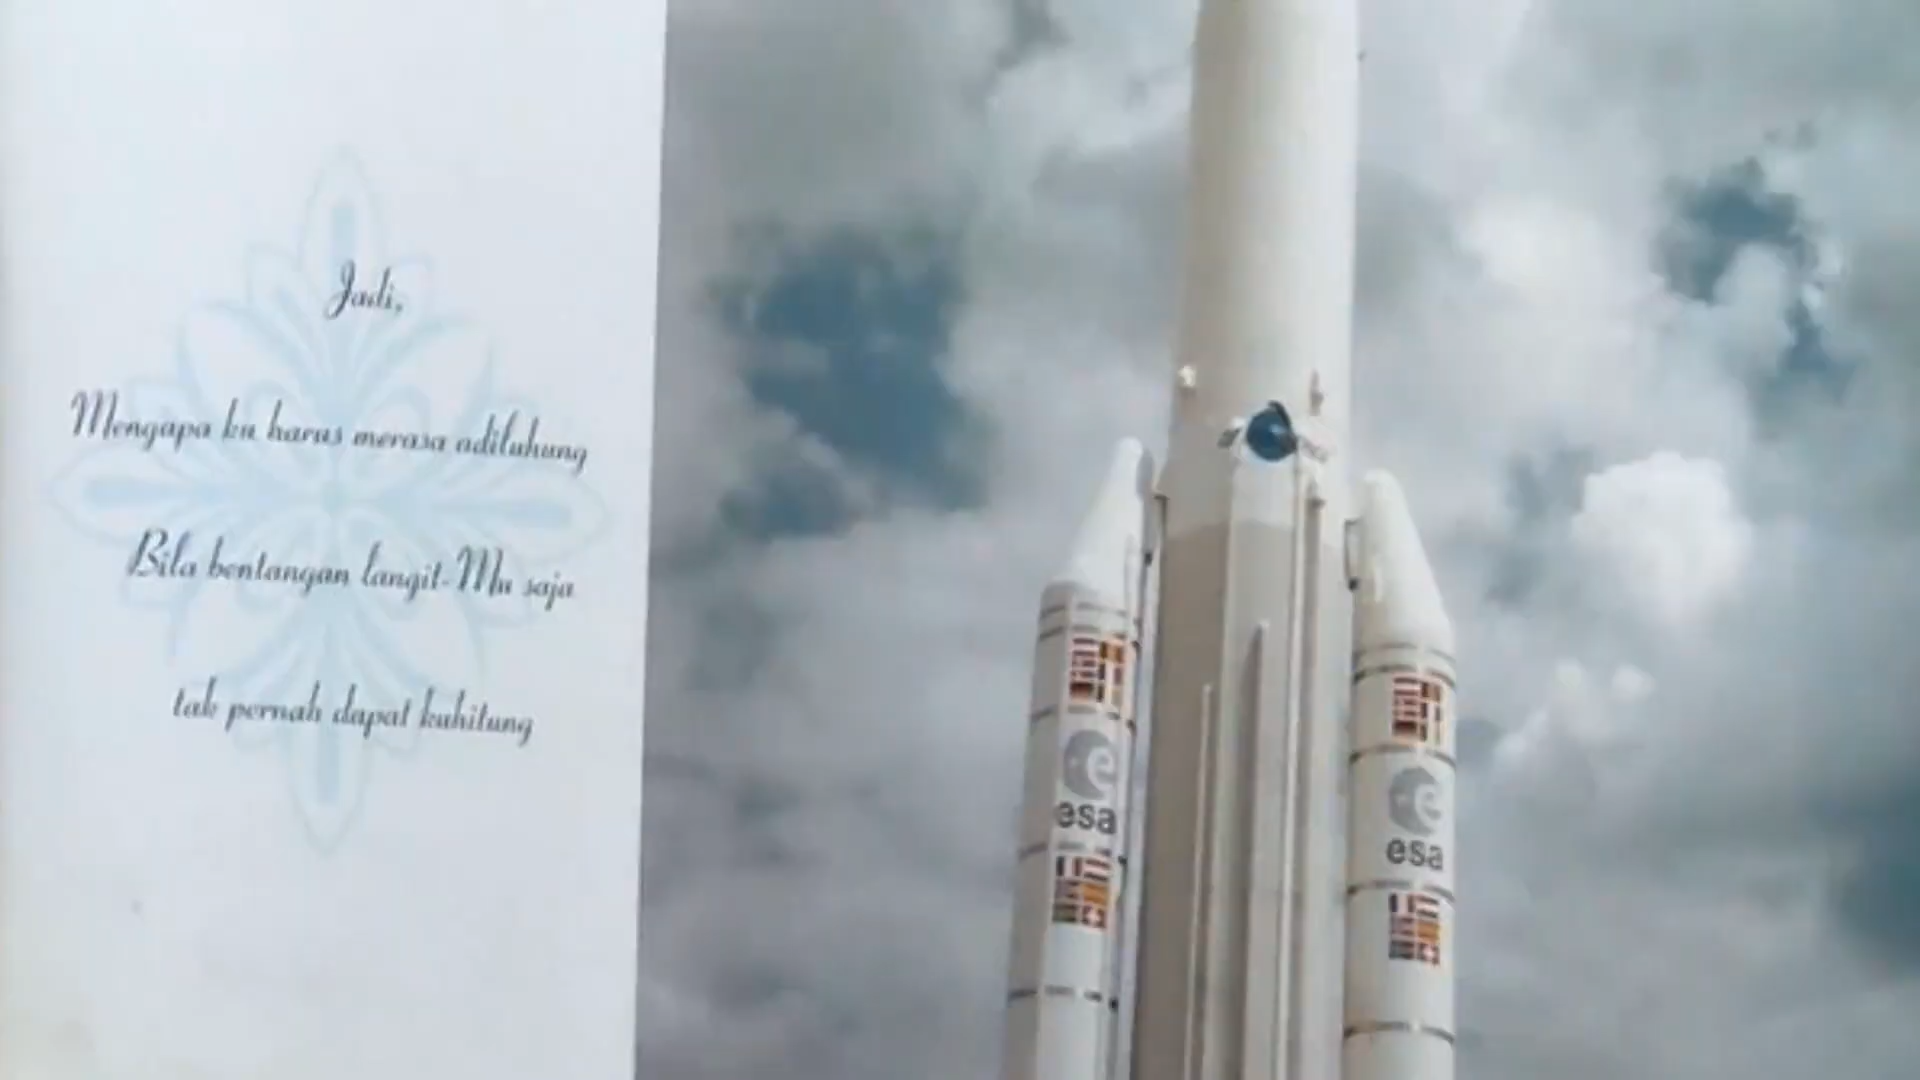 Jadi,
Mengapa ku harus merasa adiluhung
Bila bentangan langit-Mu saja
tak pernah dapat kuhitung
esa
esa